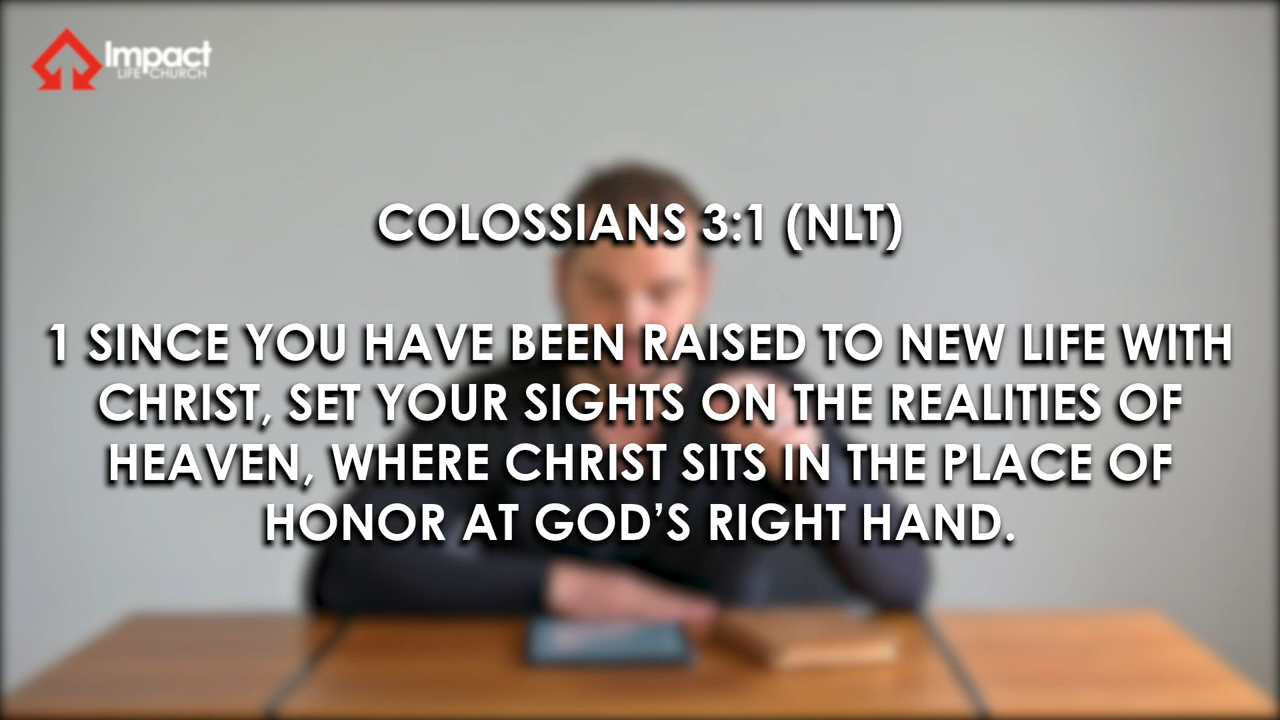 Impact
LIFE CHURCH
COLOSSIANS 3:1 (NLT)
1 SINCE YOU HAVE BEEN RAISED TO NEW LIFE WITH
CHRIST, SET YOUR SIGHTS ON THE REALITIES OF
HEAVEN, WHERE CHRIST SITS IN THE PLACE OF
HONOR AT GOD’S RIGHT HAND.